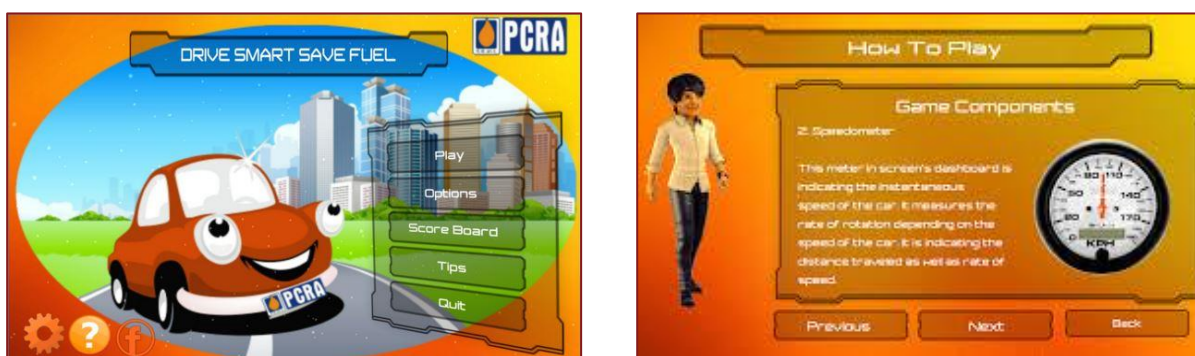 DRIVE SMART SAVE FUEL
PCRA
Play
Options
Score Board
Tips
Quit
PCRA
?
f
How To Play
Game Components
2. Speedometer
This meter in screen's dashboard is
indicating the instantaneous
speed of the car. It measures the
rate of rotation depending on the
speed of the car. It is indicating the
distance traveled as well as rate of
speed.
KPH
Previous
Next
Back